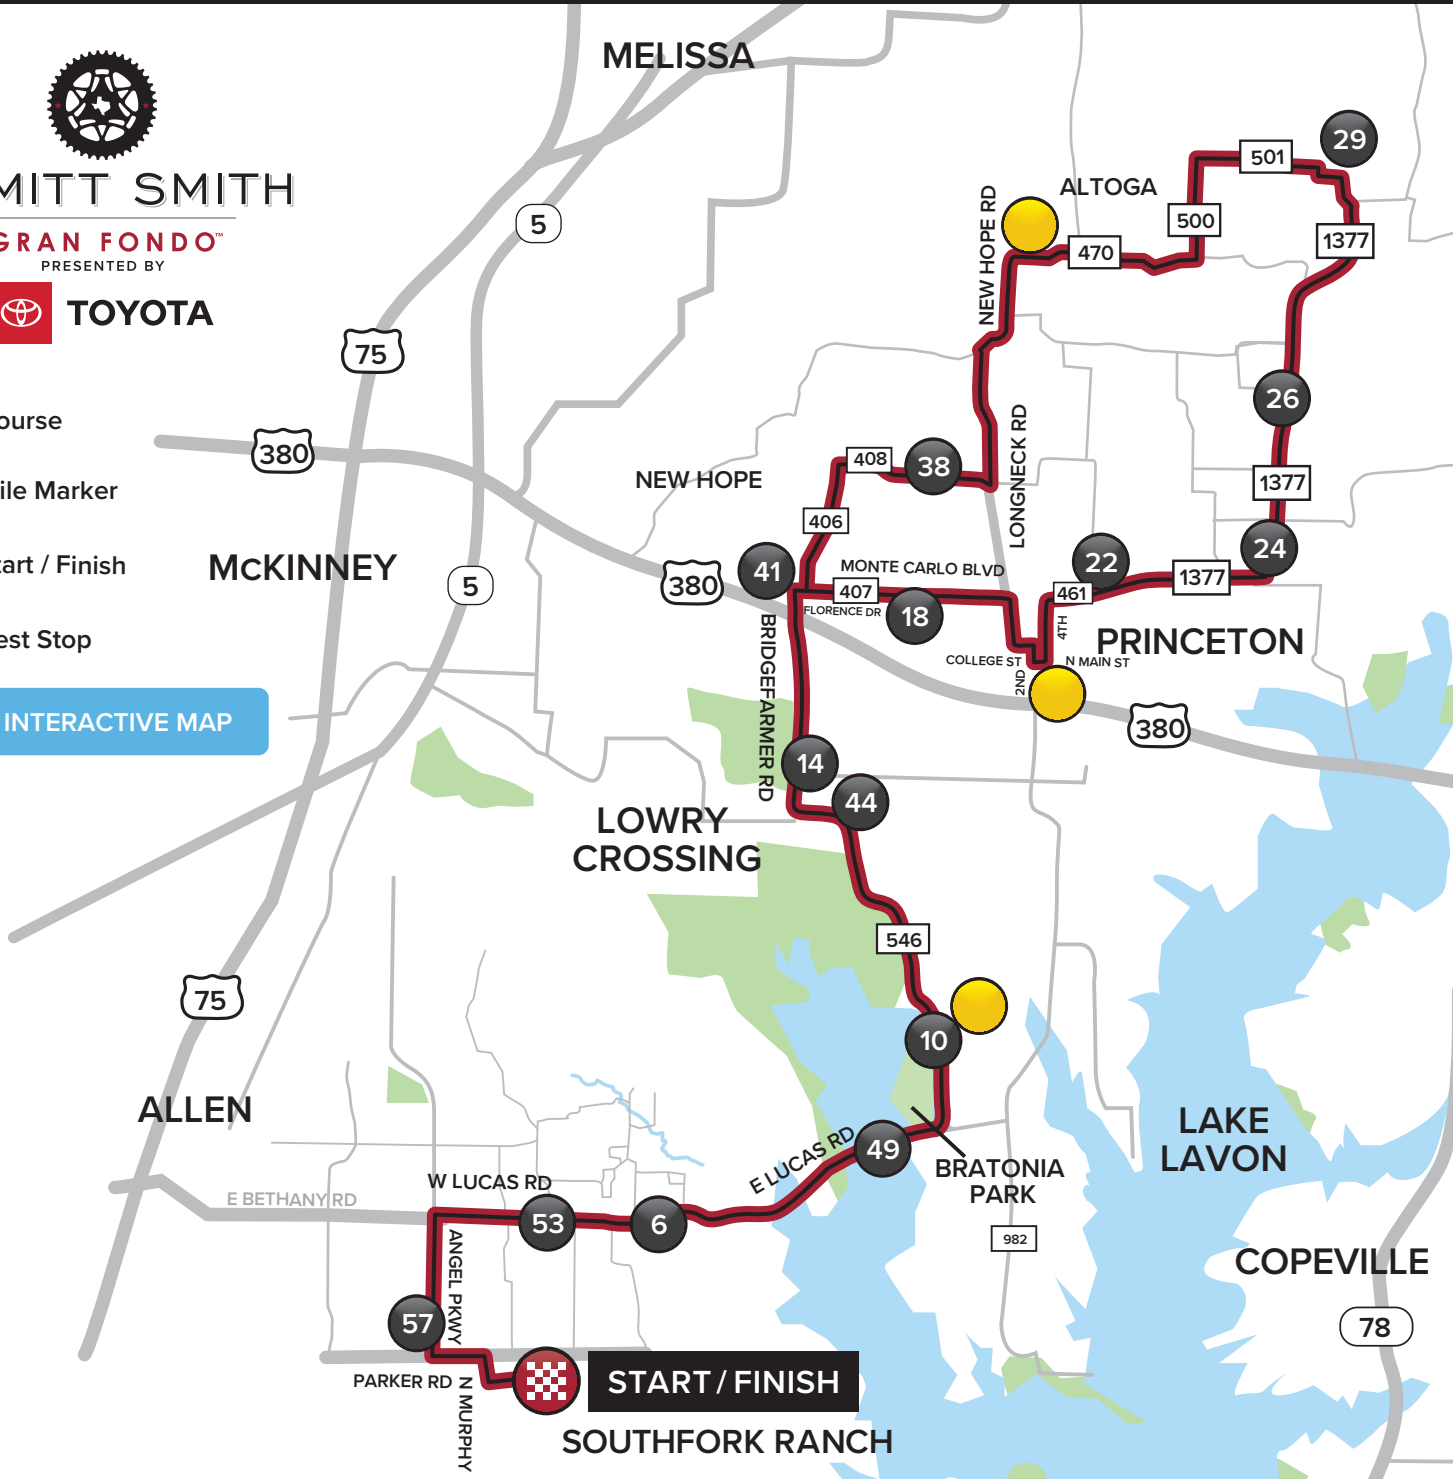 MELISSA
29
MITT SMITH
GRAN FONDO™
PRESENTED BY
TOYOTA
501
ALTOGA
NEW HOPE RD
5
500
470
1377
75
ourse
380
26
LONGNECK RD
408
38
NEW HOPE
ile Marker
1377
406
McKINNEY
tart / Finish
5
380
41
MONTE CARLO BLVD
22
24
1377
407
461
FLORENCE DR
18
4TH
PRINCETON
est Stop
COLLEGE ST
N MAIN ST
2ND
BRIDGEFARMER RD
INTERACTIVE MAP
380
14
44
LOWRY
CROSSING
546
75
10
ALLEN
LAKE
LAVON
E LUCAS RD
49
BRATONIA
PARK
W LUCAS RD
E BETHANY RD
53
6
982
COPEVILLE
ANGEL PKWY
57
78
PARKER RD
N MURPHY
START / FINISH
SOUTHFORK RANCH